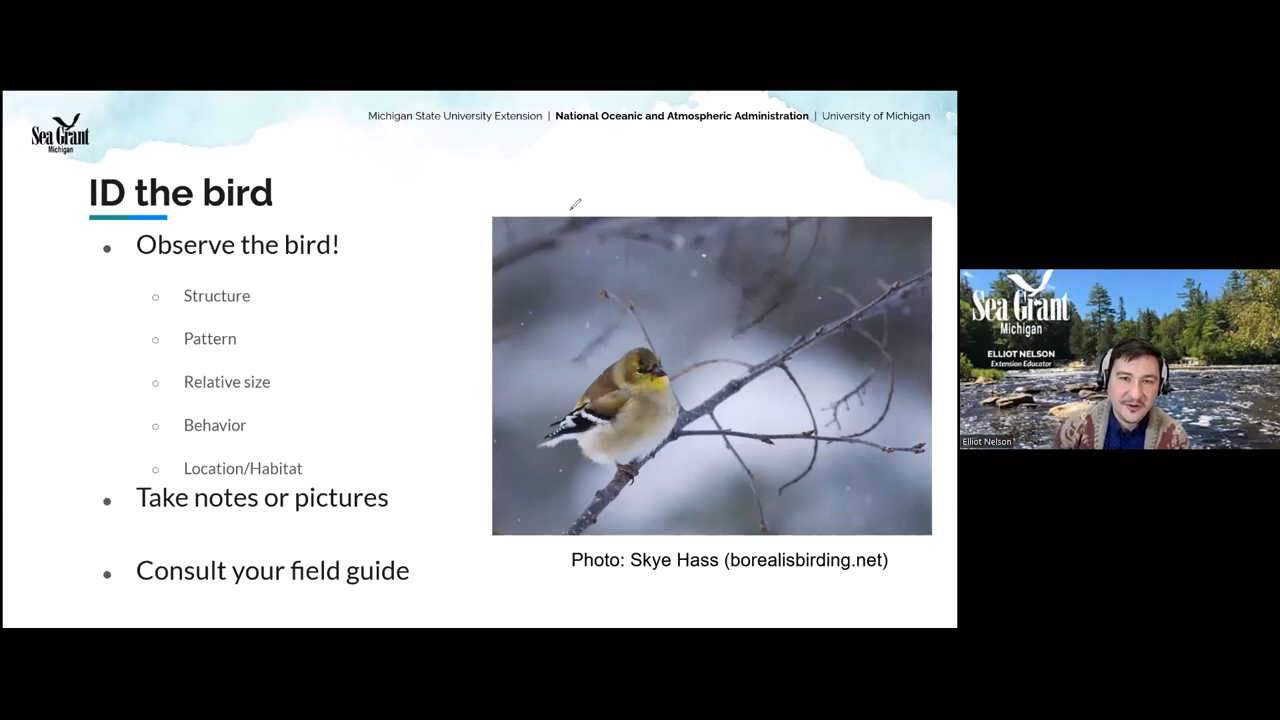 Michigan State University Extension | National Oceanic and Atmospheric Administration | University of Michigan
Sea Grant
Michigan
ID the bird
Observe the bird!
Structure
Pattern
Relative size
Behavior
Location/Habitat
Take notes or pictures
Consult your field guide
Photo: Skye Hass (borealisbirding.net)
Sea Grant
Michigan
ELLIOT NELSON
Extension Educator
Elliot Nelson